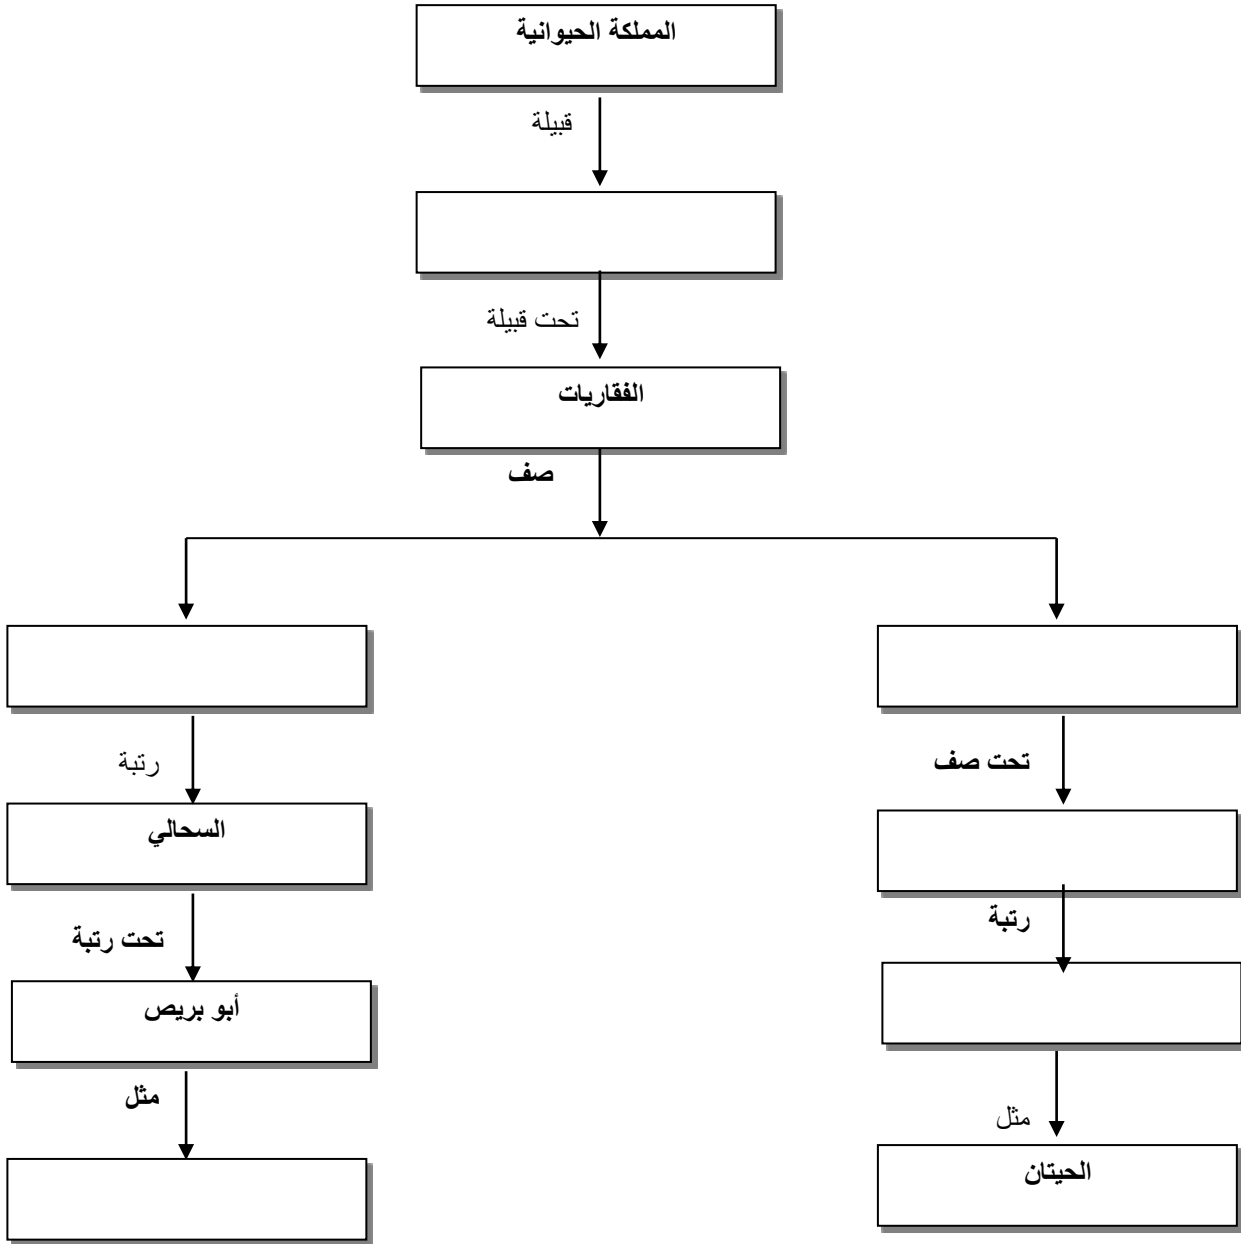 المملكة الحيوانية
قبيلة
تحت قبيلة
الفقاريات
صف
رتبة
تحت صف
السحالي
رتبة
تحت رتبة
أبو بريص
مثل
مثل
الحيتان